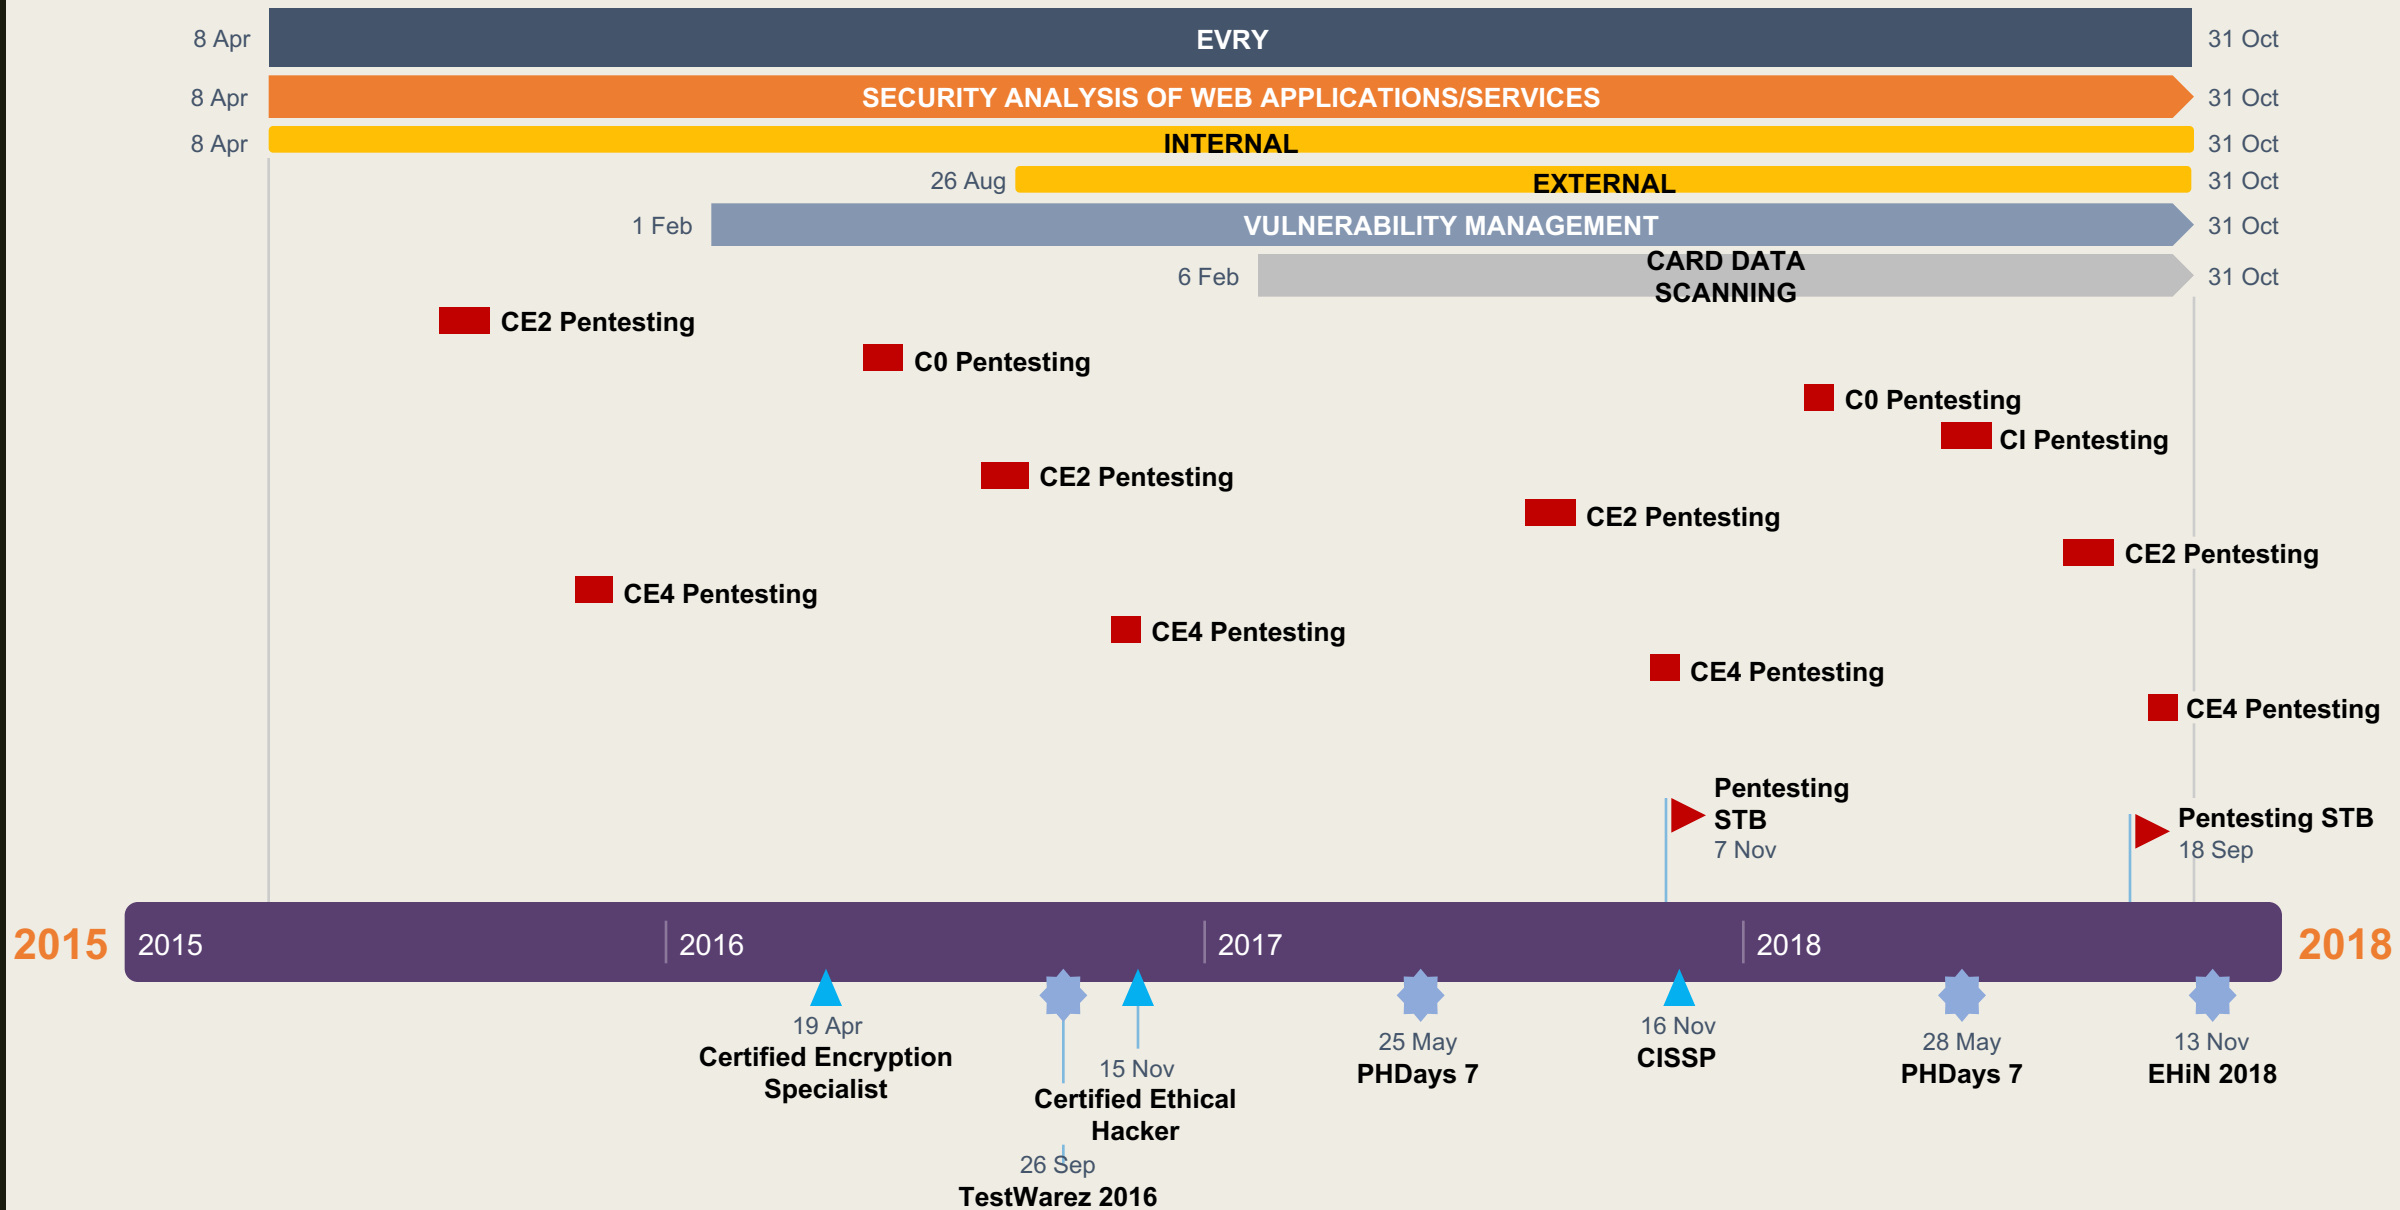 8 Apr
EVRY
31 Oct
8 Apr
SECURITY ANALYSIS OF WEB APPLICATIONS/SERVICES
31 Oct
8 Apr
INTERNAL
31 Oct
26 Aug
EXTERNAL
31 Oct
1 Feb
VULNERABILITY MANAGEMENT
31 Oct
6 Feb
CARD DATA
SCANNING
31 Oct
CE2 Pentesting
C0 Pentesting
C0 Pentesting
CI Pentesting
CE2 Pentesting
CE2 Pentesting
CE2 Pentesting
CE4 Pentesting
CE4 Pentesting
CE4 Pentesting
CE4 Pentesting
Pentesting
STB
7 Nov
Pentesting STB
18 Sep
2015
2015
2016
2017
2018
2018
19 Apr
Certified Encryption
Specialist
26 Sep
TestWarez 2016
15 Nov
Certified Ethical
Hacker
25 May
PHDays 7
16 Nov
CISSP
28 May
PHDays 7
13 Nov
EHiN 2018